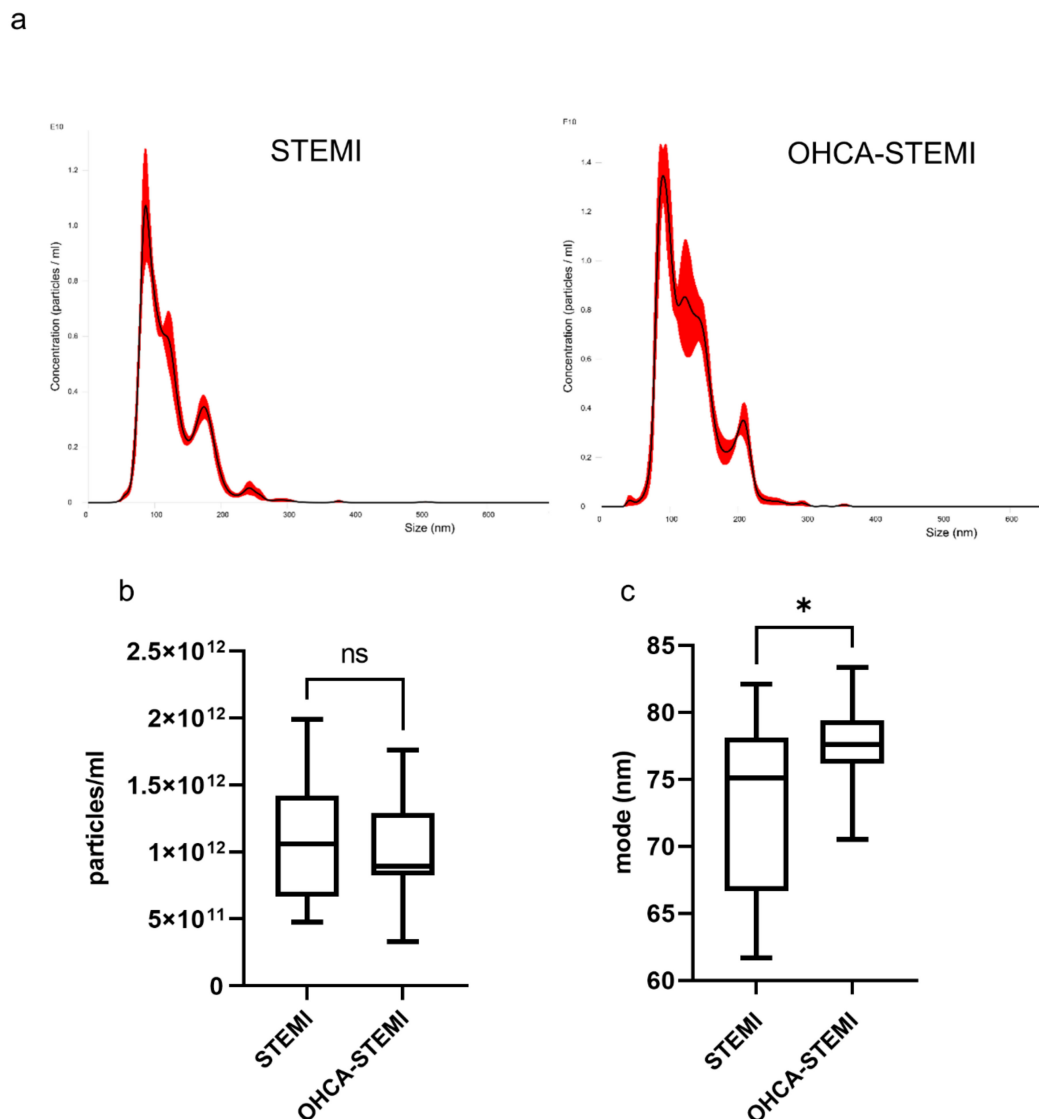 a
E10
STEMI
1.2
1.0
0.8
0.6
0.4
0.2
0
Concentration (particles / ml)
0 100 200 300 400 500 600
Size (nm)
E10
OHCA-STEMI
1.4
1.2
1.0
0.8
0.6
0.4
0.2
0
Concentration (particles / ml)
0 100 200 300 400 500 600
Size (nm)
b
2.5×10¹²
2×10¹²
1.5×10¹²
1×10¹²
5×10¹¹
0
particles/ml
ns
STEMI
OHCA-STEMI
c
85
80
75
70
65
60
mode (nm)
*
STEMI
OHCA-STEMI